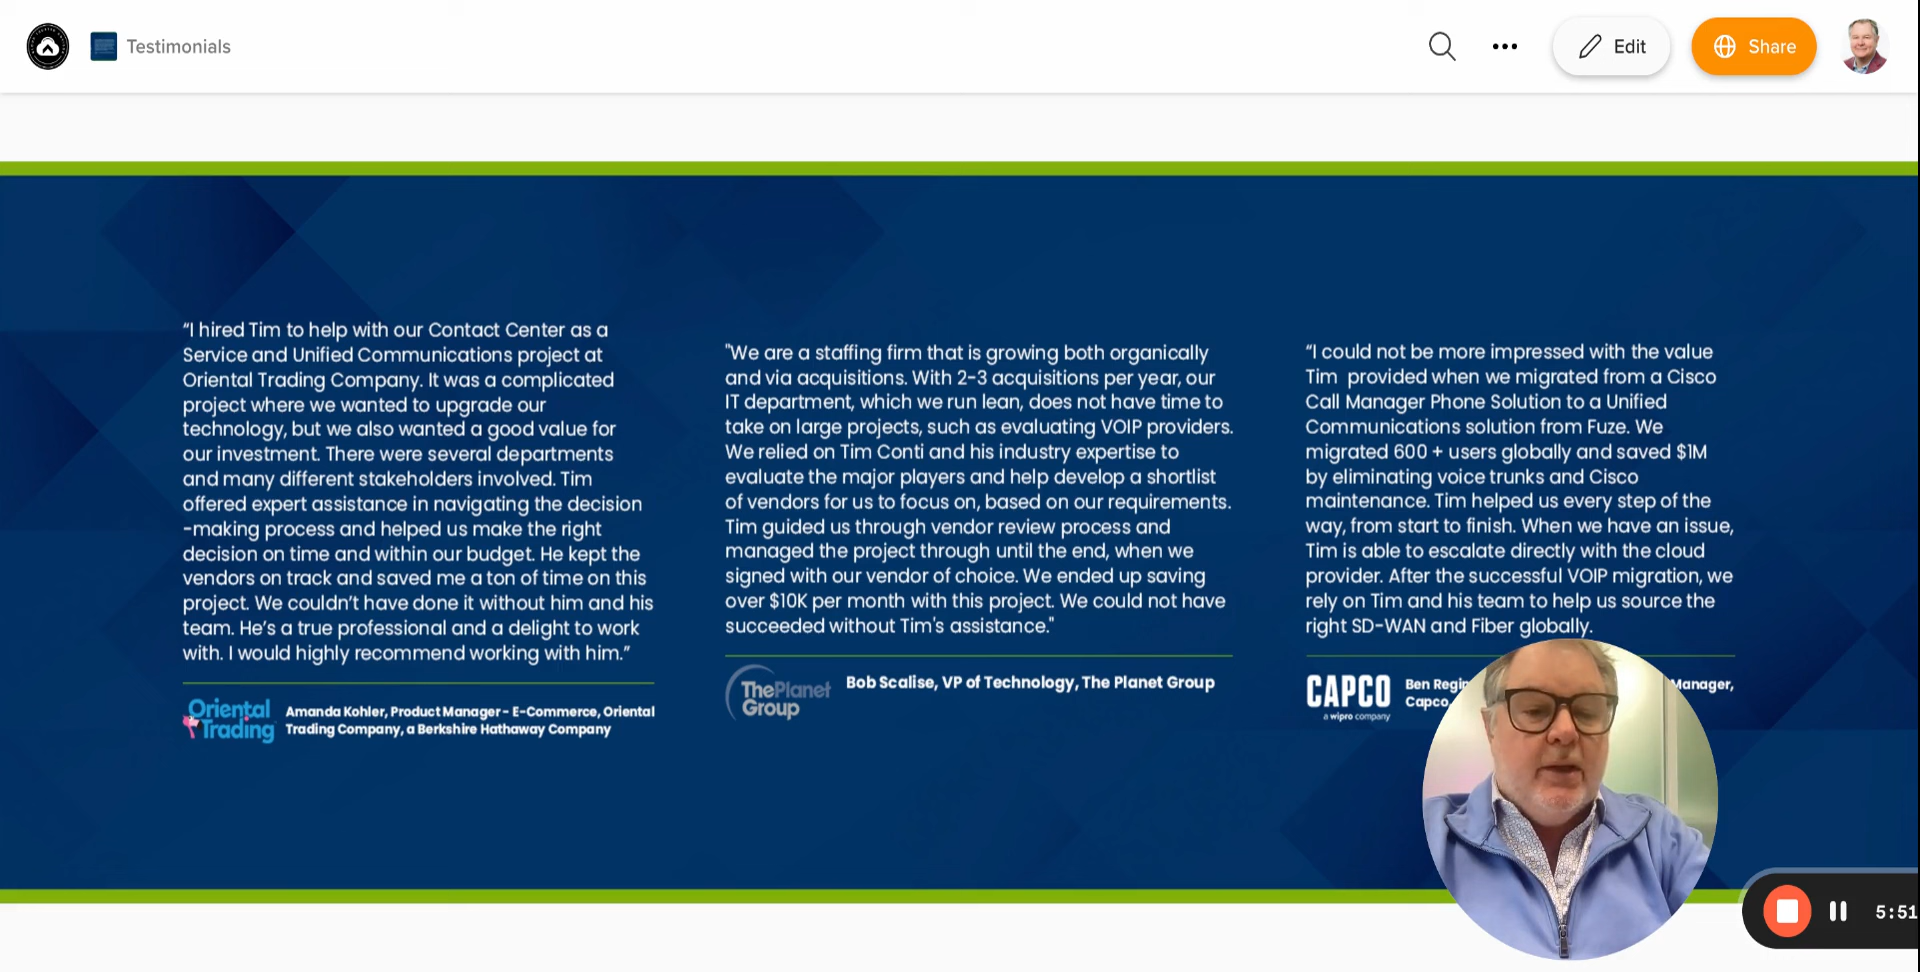 Testimonials
Edit
Share
“I hired Tim to help with our Contact Center as a
Service and Unified Communications project at
Oriental Trading Company. It was a complicated
project where we wanted to upgrade our
technology, but we also wanted a good value for
our investment. There were several departments
and many different stakeholders involved. Tim
offered expert assistance in navigating the decision
-making process and helped us make the right
decision on time and within our budget. He kept the
vendors on track and saved me a ton of time on this
project. We couldn’t have done it without him and his
team. He’s a true professional and a delight to work
with. I would highly recommend working with him.”
Oriental
Trading
Amanda Kohler, Product Manager - E-Commerce, Oriental
Trading Company, a Berkshire Hathaway Company
"We are a staffing firm that is growing both organically
and via acquisitions. With 2-3 acquisitions per year, our
IT department, which we run lean, does not have time to
take on large projects, such as evaluating VOIP providers.
We relied on Tim Conti and his industry expertise to
evaluate the major players and help develop a shortlist
of vendors for us to focus on, based on our requirements.
Tim guided us through vendor review process and
managed the project through until the end, when we
signed with our vendor of choice. We ended up saving
over $10K per month with this project. We could not have
succeeded without Tim's assistance."
ThePlanet
Group
Bob Scalise, VP of Technology, The Planet Group
“I could not be more impressed with the value
Tim provided when we migrated from a Cisco
Call Manager Phone Solution to a Unified
Communications solution from Fuze. We
migrated 600 + users globally and saved $1M
by eliminating voice trunks and Cisco
maintenance. Tim helped us every step of the
way, from start to finish. When we have an issue,
Tim is able to escalate directly with the cloud
provider. After the successful VOIP migration, we
rely on Tim and his team to help us source the
right SD-WAN and Fiber globally.
CAPCO
a wipro company
Ben Manager,
Capco
5:51